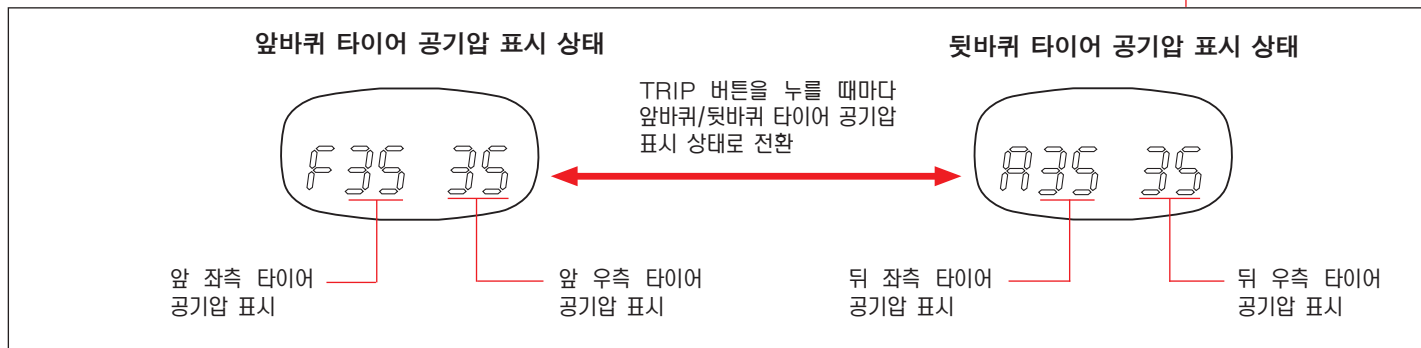 앞바퀴 타이어 공기압 표시 상태
뒷바퀴 타이어 공기압 표시 상태
TRIP 버튼을 누를 때마다
앞바퀴/뒷바퀴 타이어 공기압
표시 상태로 전환
F35 35
A35 35
앞 좌측 타이어
공기압 표시
앞 우측 타이어
공기압 표시
뒤 좌측 타이어
공기압 표시
뒤 우측 타이어
공기압 표시